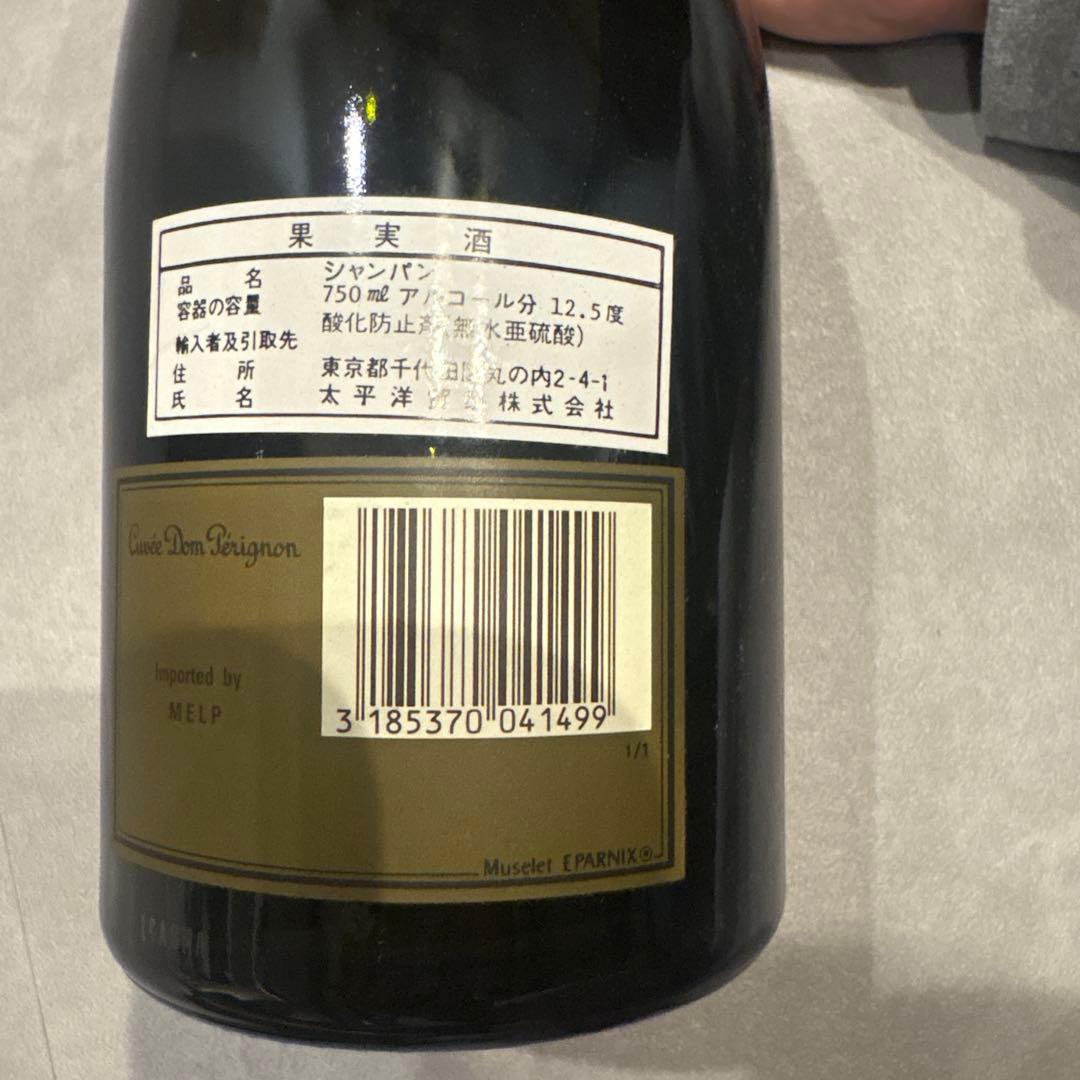 果実酒
品名 シャンパン
容器の容量 750ml アルコール分 12.5度
酸化防止剤(無水亜硫酸)
輸入者及引取先
住所 東京都千代田区丸の内2-4-1
氏名 太平洋貿易株式会社
Cuvée Dom Pérignon
Imported by
MELP
3 185370 041499
1/1
Muselet EPARNIX®